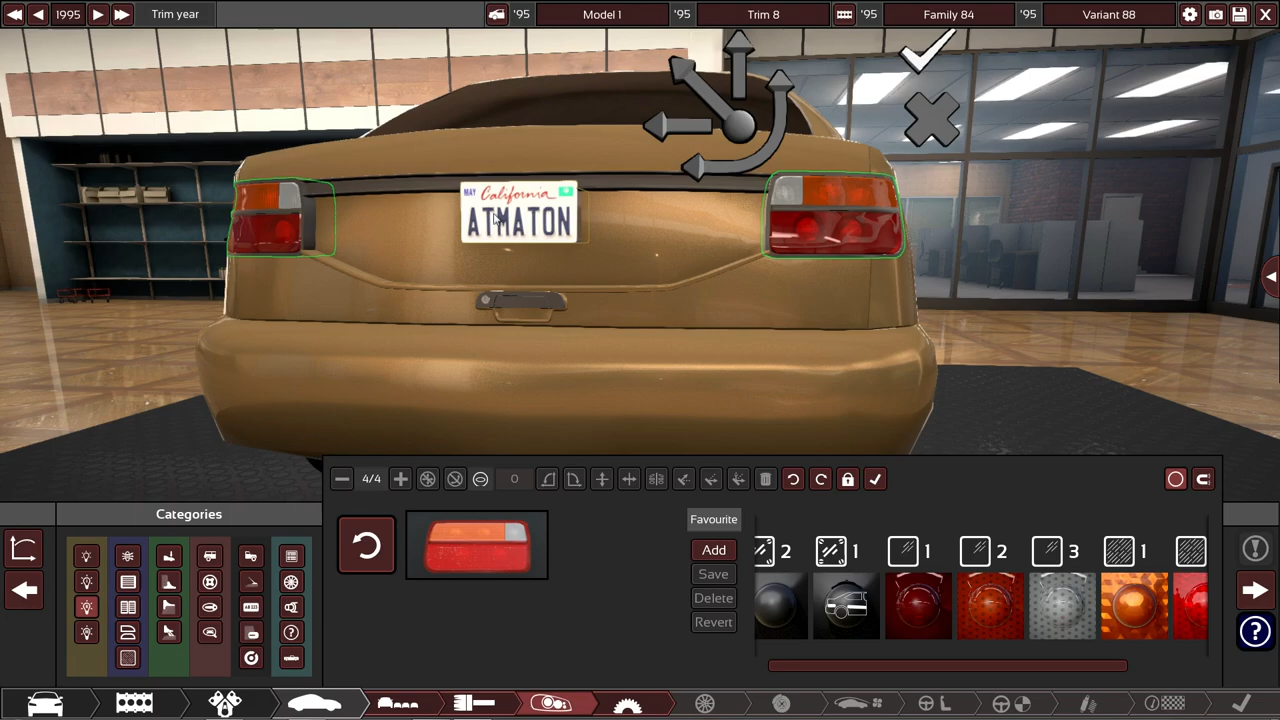 1995 Trim year '95 Model 1 '95 Trim 8 '95 Family 84 '95 Variant 88
MAY California
ATMATON
4/4 0
Categories
Favourite
Add
Save
Delete
Revert
2 1 1 2 3 1
?
?